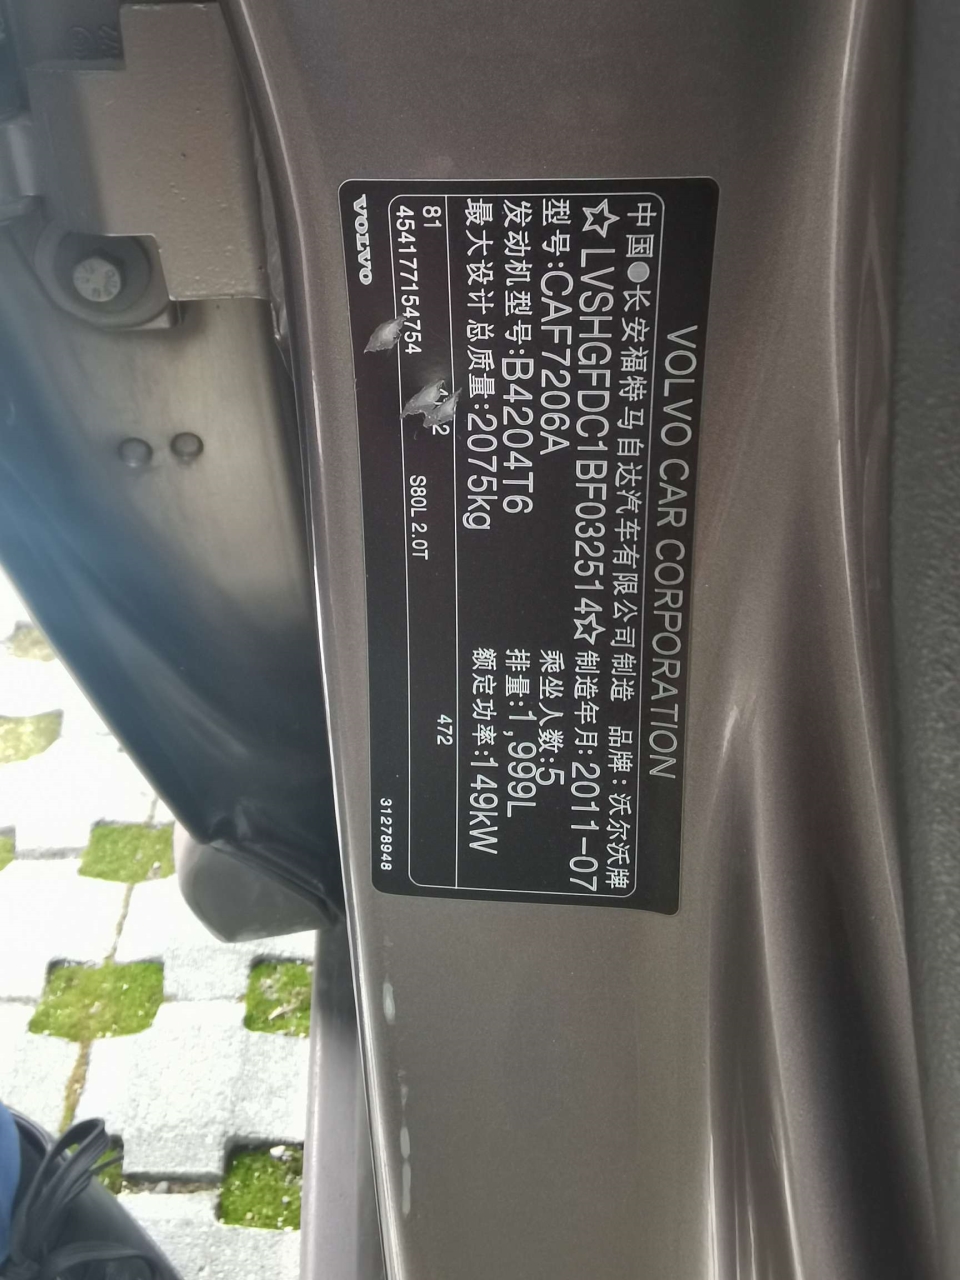 VOLVO CAR CORPORATION
中国●长安福特马自达汽车有限公司制造 品牌:沃尔沃牌
☆LVSHGFDC1BF032514☆ 制造年月:2011-07
型号:CAF7206A 乘坐人数:5
发动机型号:B4204T6 排量:1,999L
最大设计总质量:2075kg 额定功率:149kW
81 472
454177154754 S80L 2.0T
VOLVO 31278948